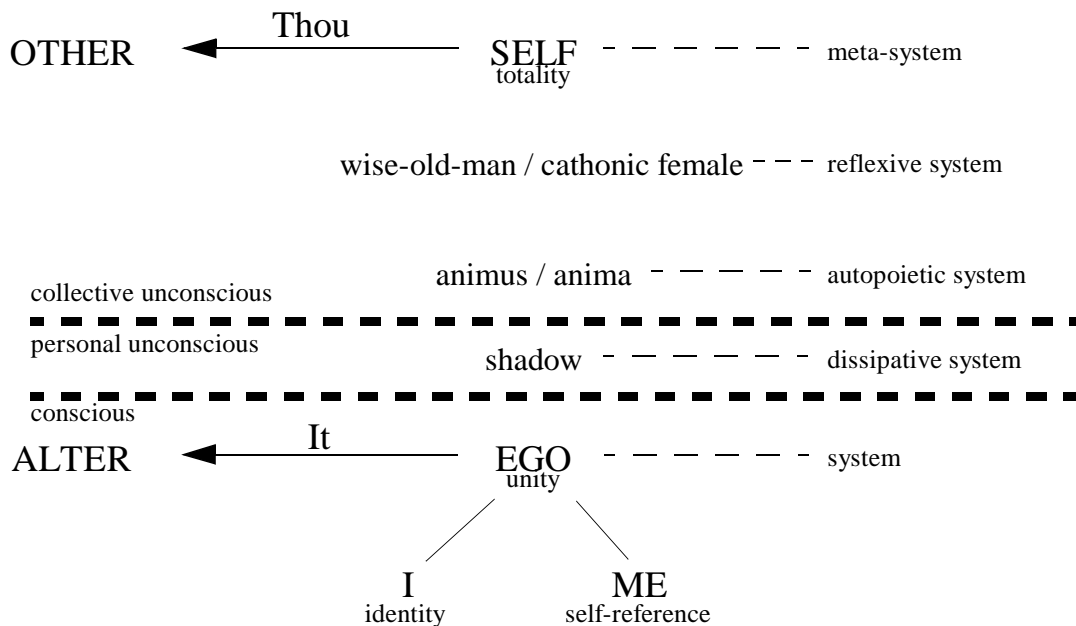 Thou
OTHER SELF meta-system
totality
wise-old-man / cathonic female reflexive system
animus / anima autopoietic system
collective unconscious
personal unconscious
shadow dissipative system
conscious
It
ALTER EGO system
unity
I ME
identity self-reference